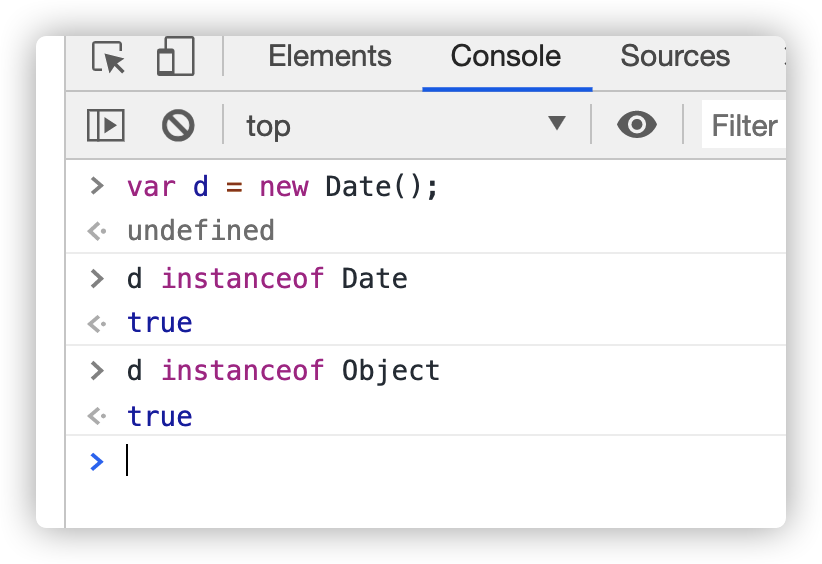 Elements Console Sources
top Filter
> var d = new Date();
undefined
> d instanceof Date
true
> d instanceof Object
true
>